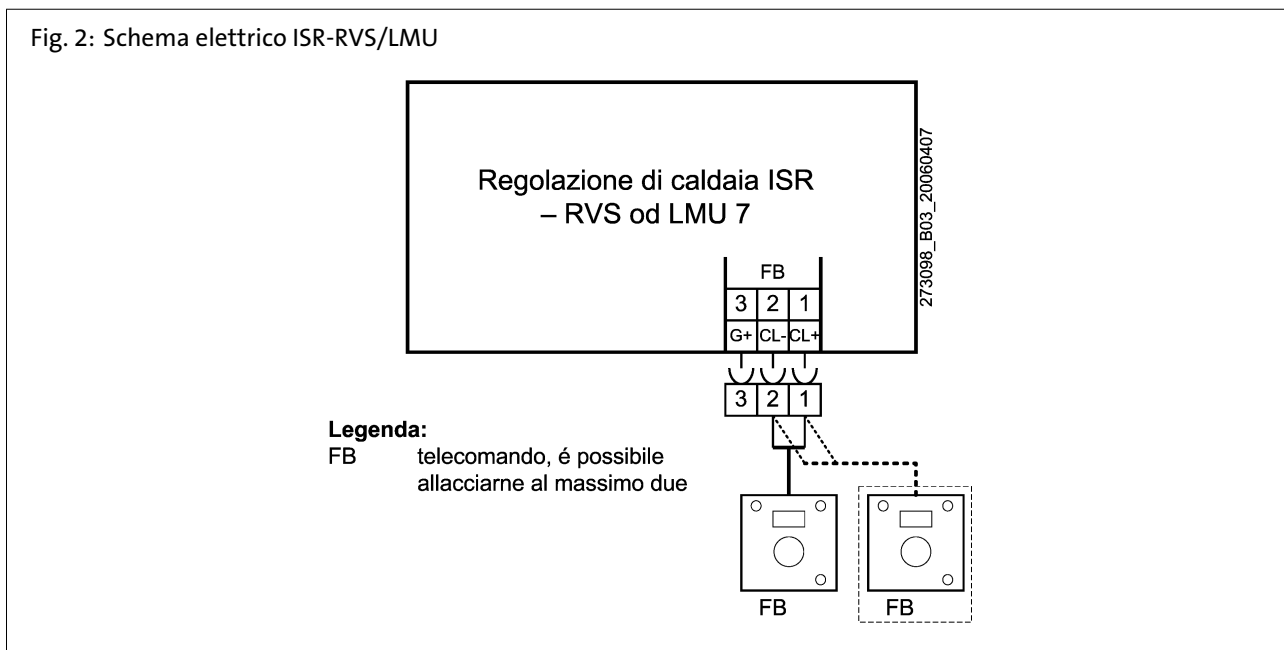 Fig. 2: Schema elettrico ISR-RVS/LMU
Regolazione di caldaia ISR
– RVS od LMU 7
273098_B03_20060407
FB
3 2 1
G+ CL- CL+
3 2 1
Legenda:
FB telecomando, é possibile
allacciarne al massimo due
FB FB